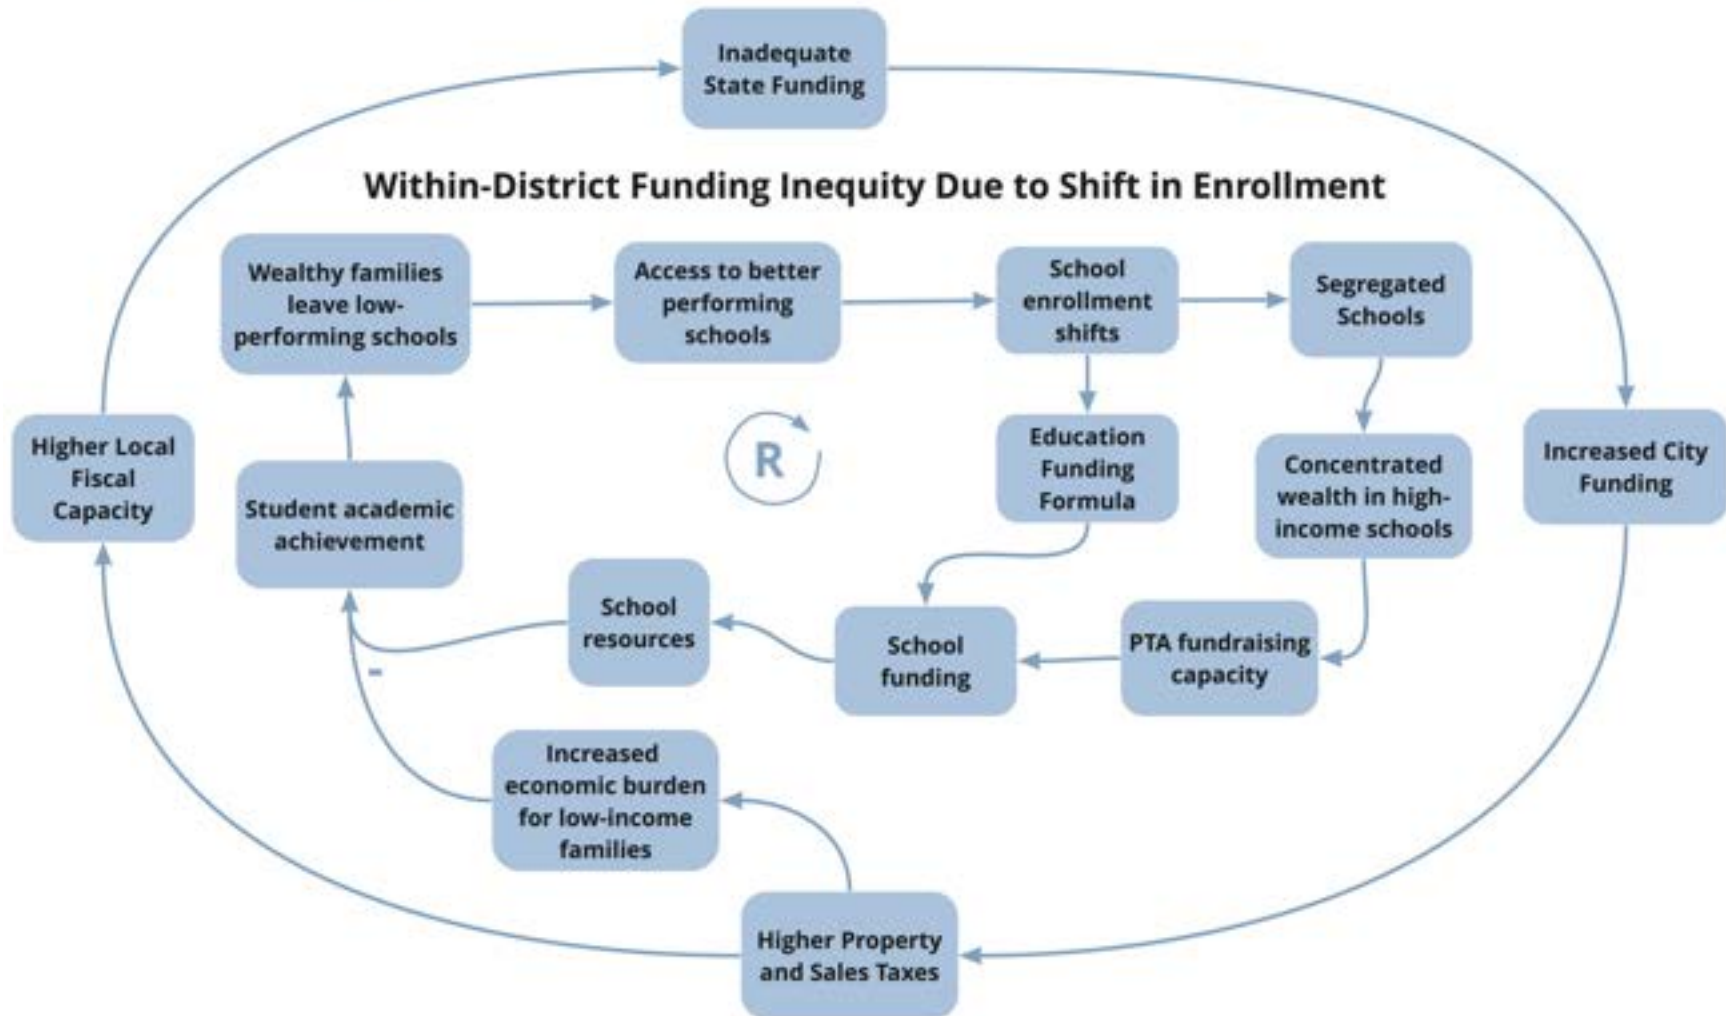 Inadequate
State Funding
Within-District Funding Inequity Due to Shift in Enrollment
Wealthy families
leave low-
performing schools
Access to better
performing
schools
School
enrollment
shifts
Segregated
Schools
Higher Local
Fiscal
Capacity
R
Education
Funding
Formula
Concentrated
wealth in high-
income schools
Increased City
Funding
Student academic
achievement
School
resources
School
funding
PTA fundraising
capacity
-
Increased
economic burden
for low-income
families
Higher Property
and Sales Taxes